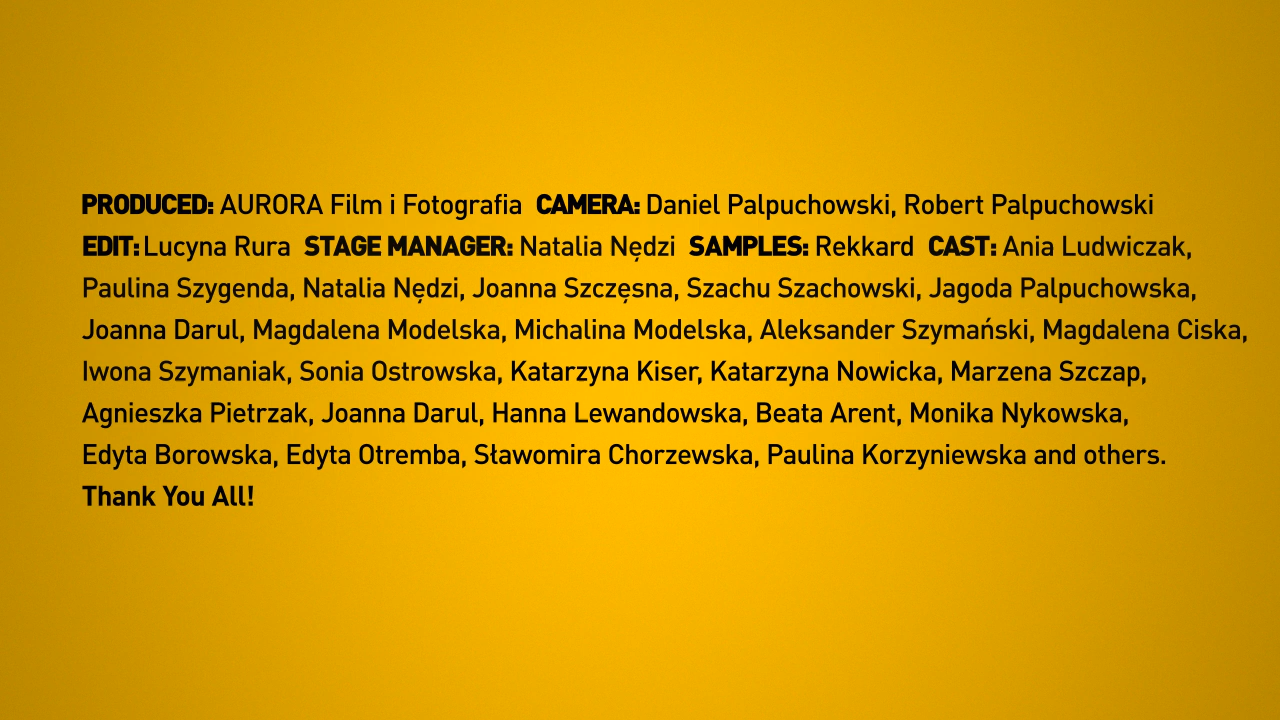 PRODUCED: AURORA Film i Fotografia CAMERA: Daniel Palpuchowski, Robert Palpuchowski
EDIT: Lucyna Rura STAGE MANAGER: Natalia Nędzi SAMPLES: Rekkard CAST: Ania Ludwiczak,
Paulina Szygenda, Natalia Nędzi, Joanna Szczęsna, Szachu Szachowski, Jagoda Palpuchowska,
Joanna Darul, Magdalena Modelska, Michalina Modelska, Aleksander Szymański, Magdalena Ciska,
Iwona Szymaniak, Sonia Ostrowska, Katarzyna Kiser, Katarzyna Nowicka, Marzena Szczap,
Agnieszka Pietrzak, Joanna Darul, Hanna Lewandowska, Beata Arent, Monika Nykowska,
Edyta Borowska, Edyta Otremba, Sławomira Chorzewska, Paulina Korzyniewska and others.
Thank You All!